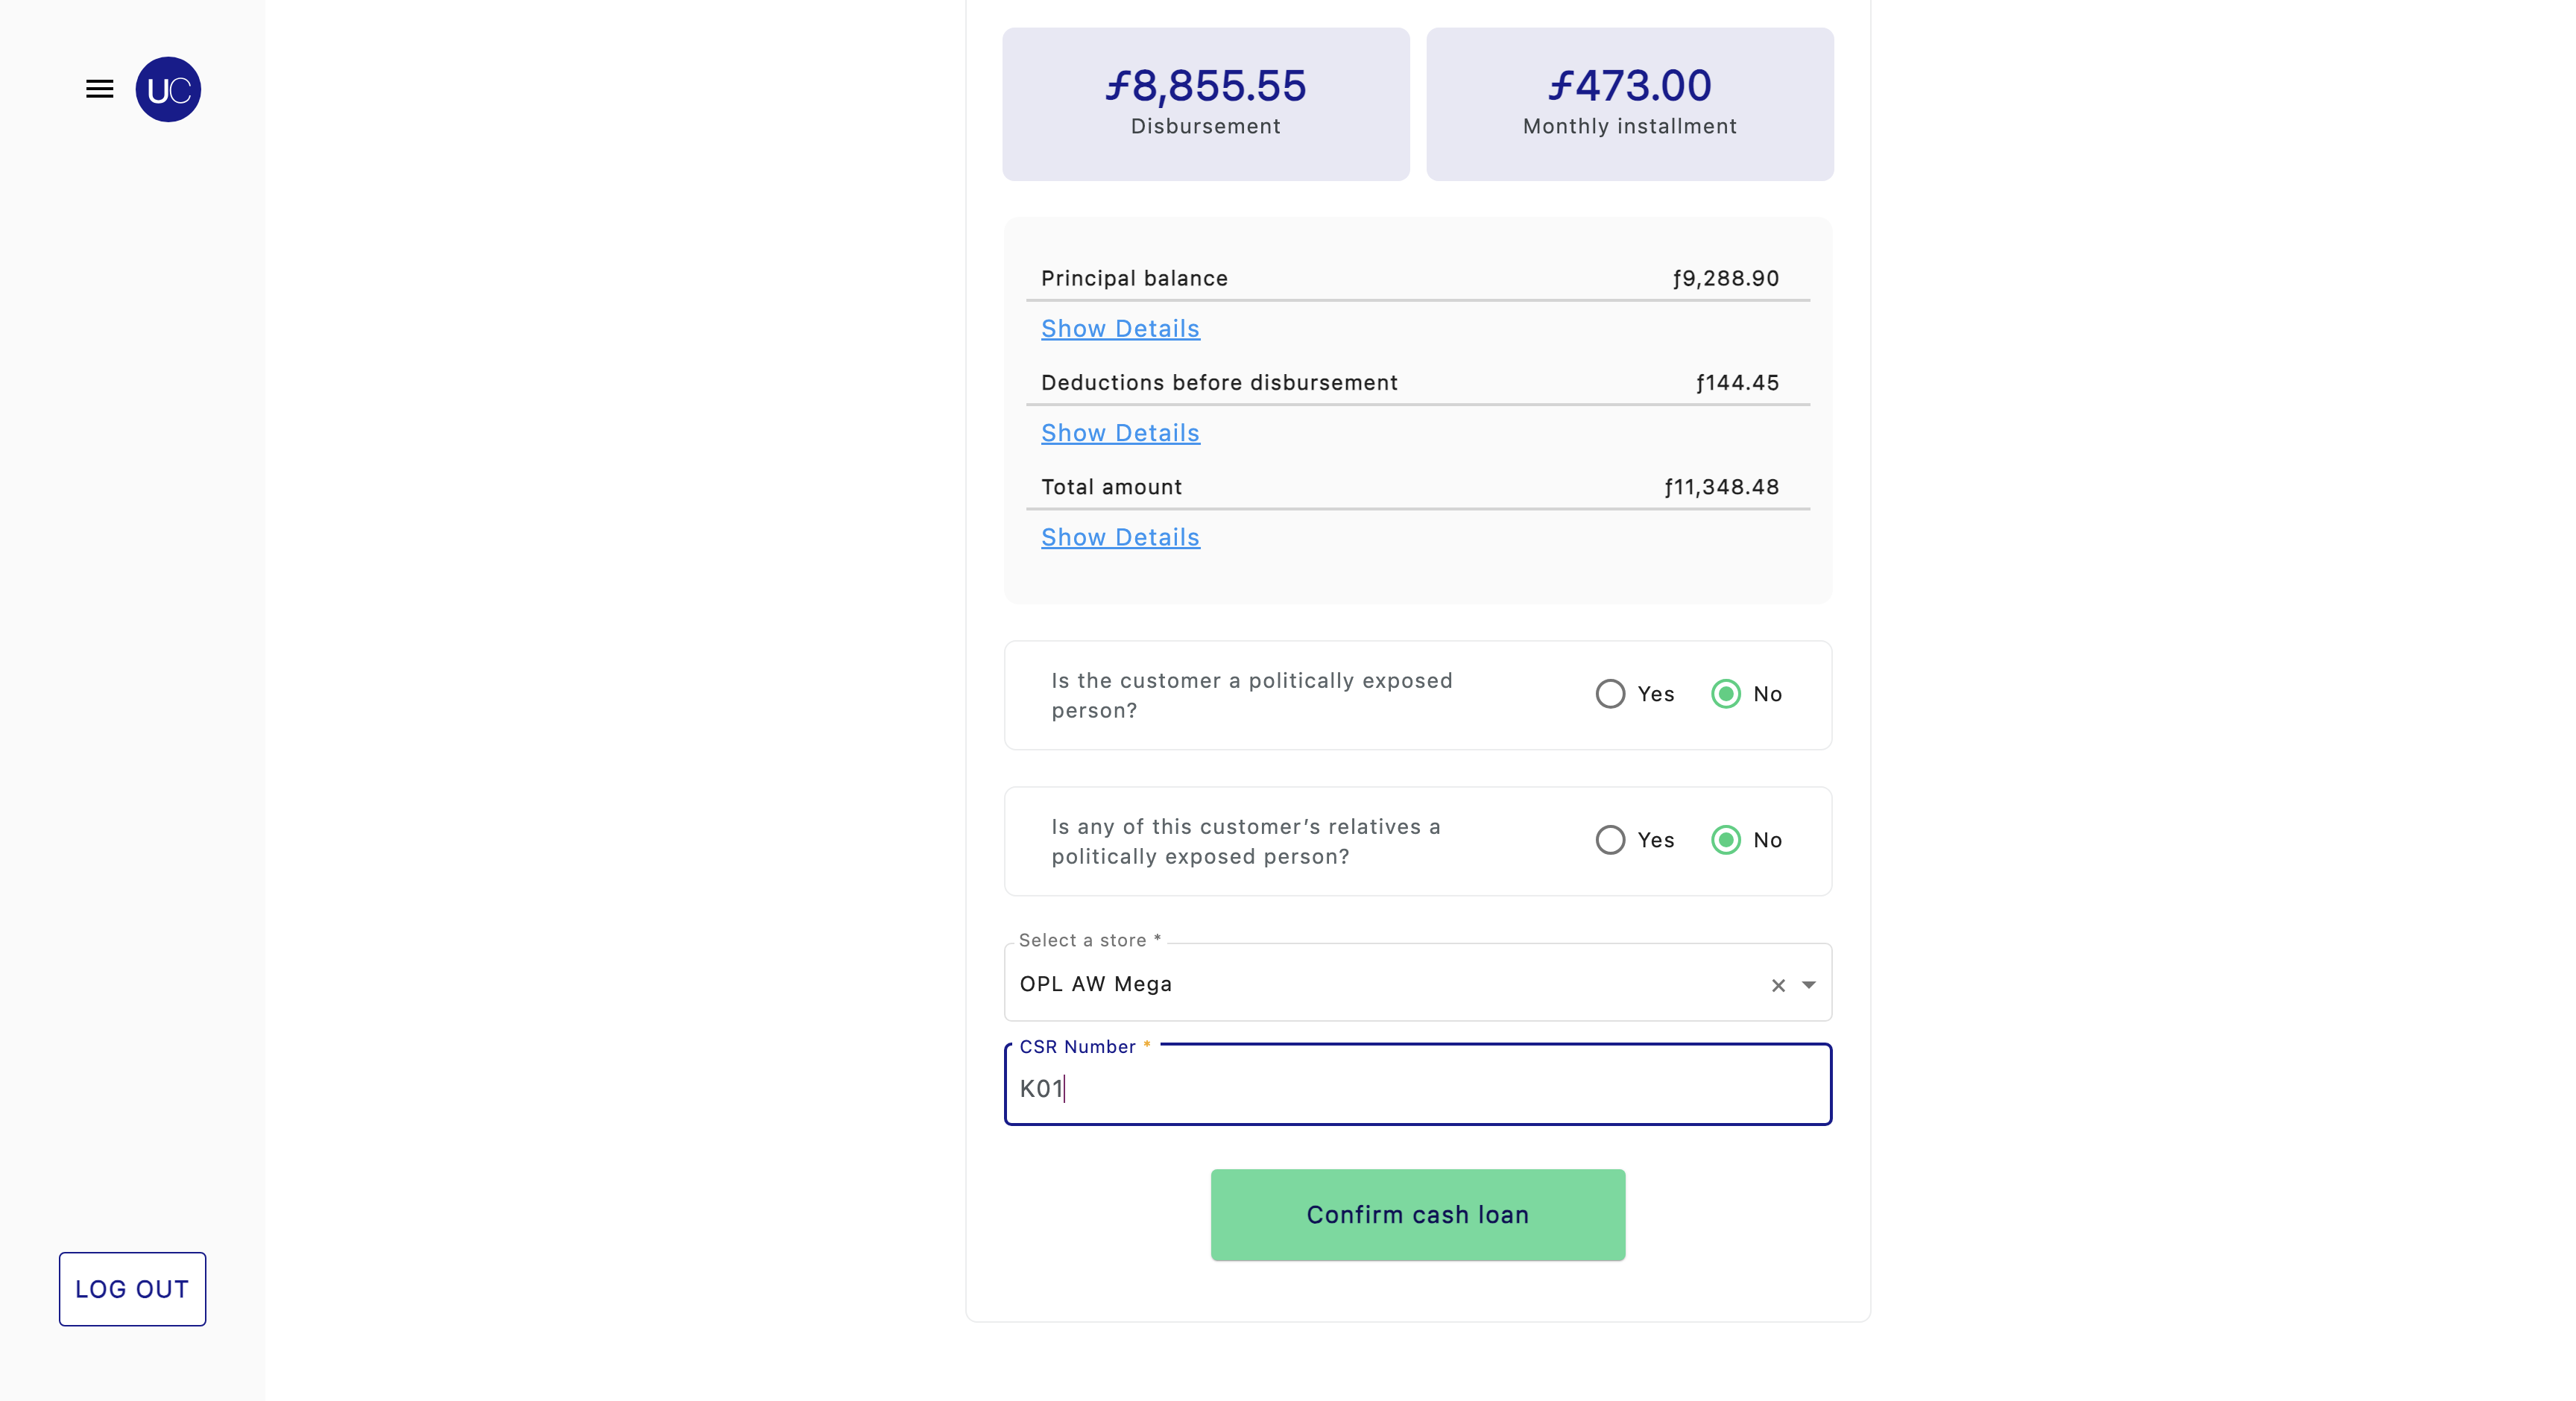 UC
ƒ8,855.55
Disbursement
ƒ473.00
Monthly installment
Principal balance ƒ9,288.90
Show Details
Deductions before disbursement ƒ144.45
Show Details
Total amount ƒ11,348.48
Show Details
Is the customer a politically exposed
person?
Yes No
Is any of this customer’s relatives a
politically exposed person?
Yes No
Select a store *
OPL AW Mega
CSR Number *
K01
Confirm cash loan
LOG OUT